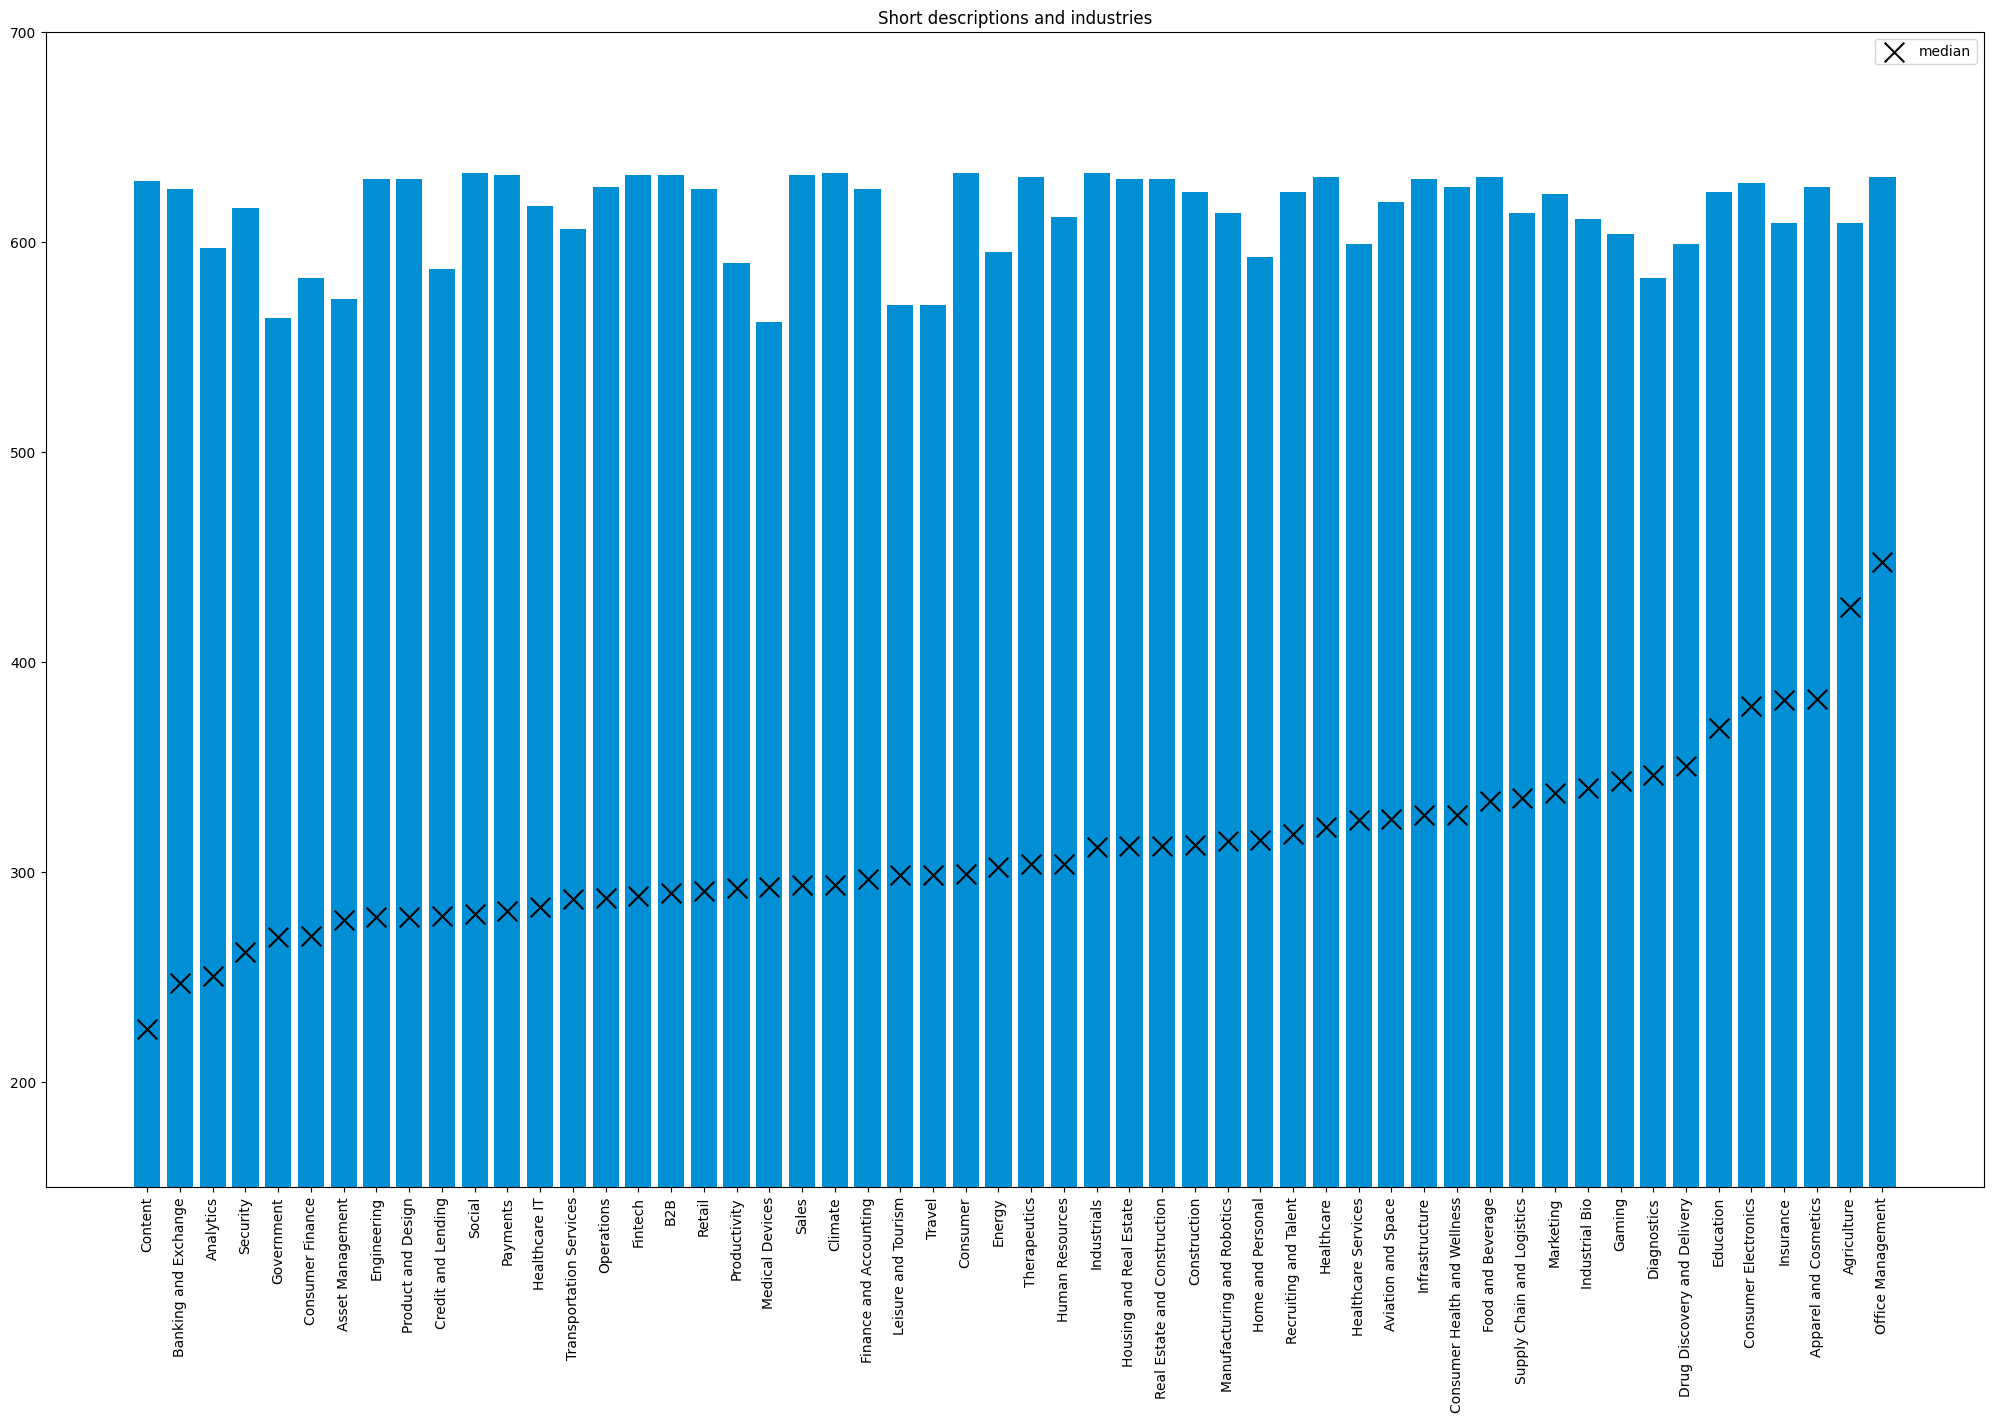 Short descriptions and industries
median
700
600
500
400
300
200
Content
Banking and Exchange
Analytics
Security
Government
Consumer Finance
Asset Management
Engineering
Product and Design
Credit and Lending
Social
Payments
Healthcare IT
Transportation Services
Operations
Fintech
B2B
Retail
Productivity
Medical Devices
Sales
Climate
Finance and Accounting
Leisure and Tourism
Travel
Consumer
Energy
Therapeutics
Human Resources
Industrials
Housing and Real Estate
Real Estate and Construction
Construction
Manufacturing and Robotics
Home and Personal
Recruiting and Talent
Healthcare
Healthcare Services
Aviation and Space
Infrastructure
Consumer Health and Wellness
Food and Beverage
Supply Chain and Logistics
Marketing
Industrial Bio
Gaming
Diagnostics
Drug Discovery and Delivery
Education
Consumer Electronics
Insurance
Apparel and Cosmetics
Agriculture
Office Management